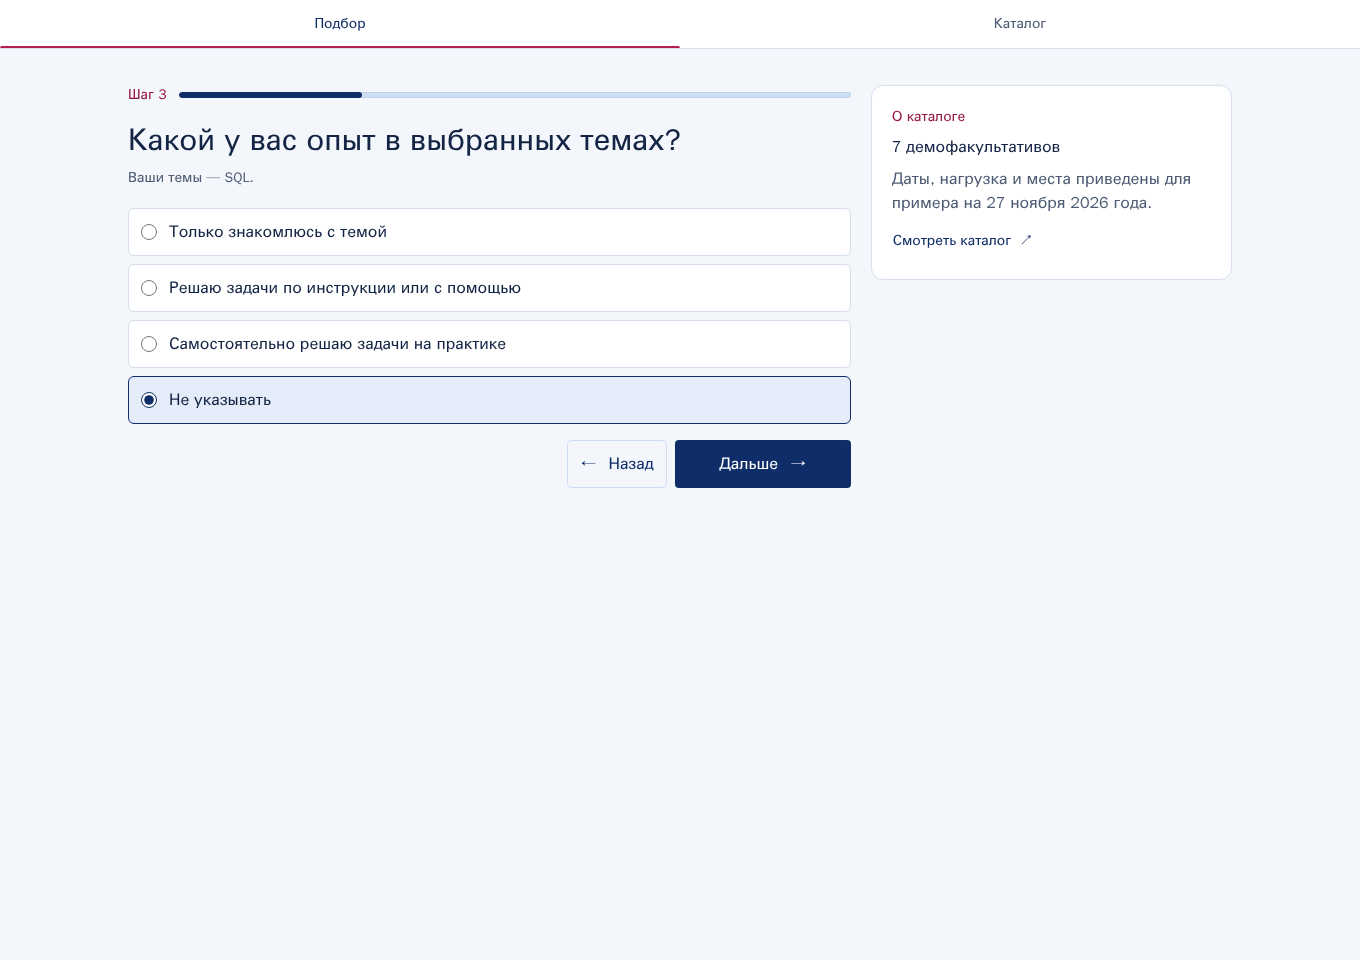 Подбор
Каталог
Шаг 3
Какой у вас опыт в выбранных темах?
Ваши темы — SQL.
Только знакомлюсь с темой
Решаю задачи по инструкции или с помощью
Самостоятельно решаю задачи на практике
Не указывать
← Назад
Дальше →
О каталоге
7 демофакультативов
Даты, нагрузка и места приведены для
примера на 27 ноября 2026 года.
Смотреть каталог ↗